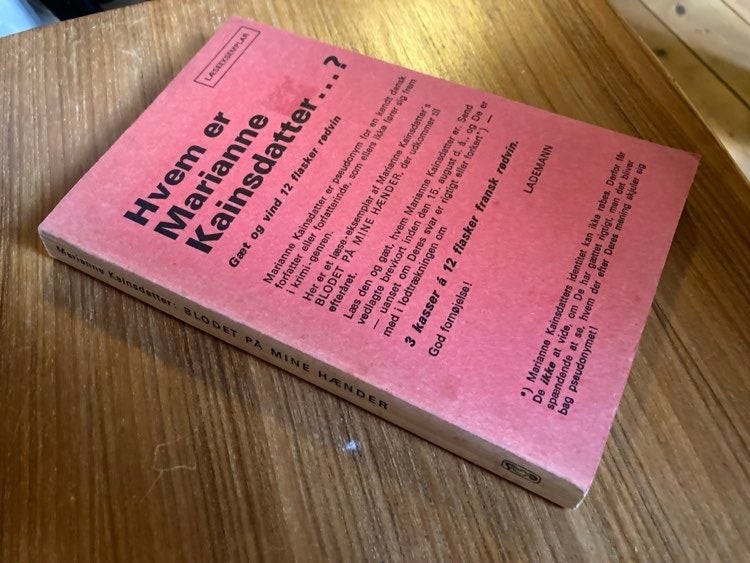 LÆSEEKSEMPLAR
Hvem er
Marianne
Kainsdatter...?
Gæt og vind 12 flasker rødvin
Marianne Kainsdatter er pseudonym for en kendt dansk
forfatter eller forfatterinde, som ellers ikke fører sig frem
i krimi-genren.
Her er et læse-eksemplar af Marianne Kainsdatter's
BLODET PÅ MINE HÆNDER, der udkommer til
efteråret.
Læs den og gæt, hvem Marianne Kainsdatter er. Send
vedlagte brevkort inden den 15. august d. å., og De er
— uanset om Deres svar er rigtigt eller forkert*) —
med i lodtrækningen om
3 kasser á 12 flasker fransk rødvin.
God fornøjelse!
LADEMANN
*) Marianne Kainsdatters identitet kan ikke røbes. Derfor får
De ikke at vide, om De har gættet rigtigt, men det bliver
spændende at se, hvem der efter Deres mening skjuler sig
bag pseudonymet!
Marianne Kainsdatter: BLODET PÅ MINE HÆNDER